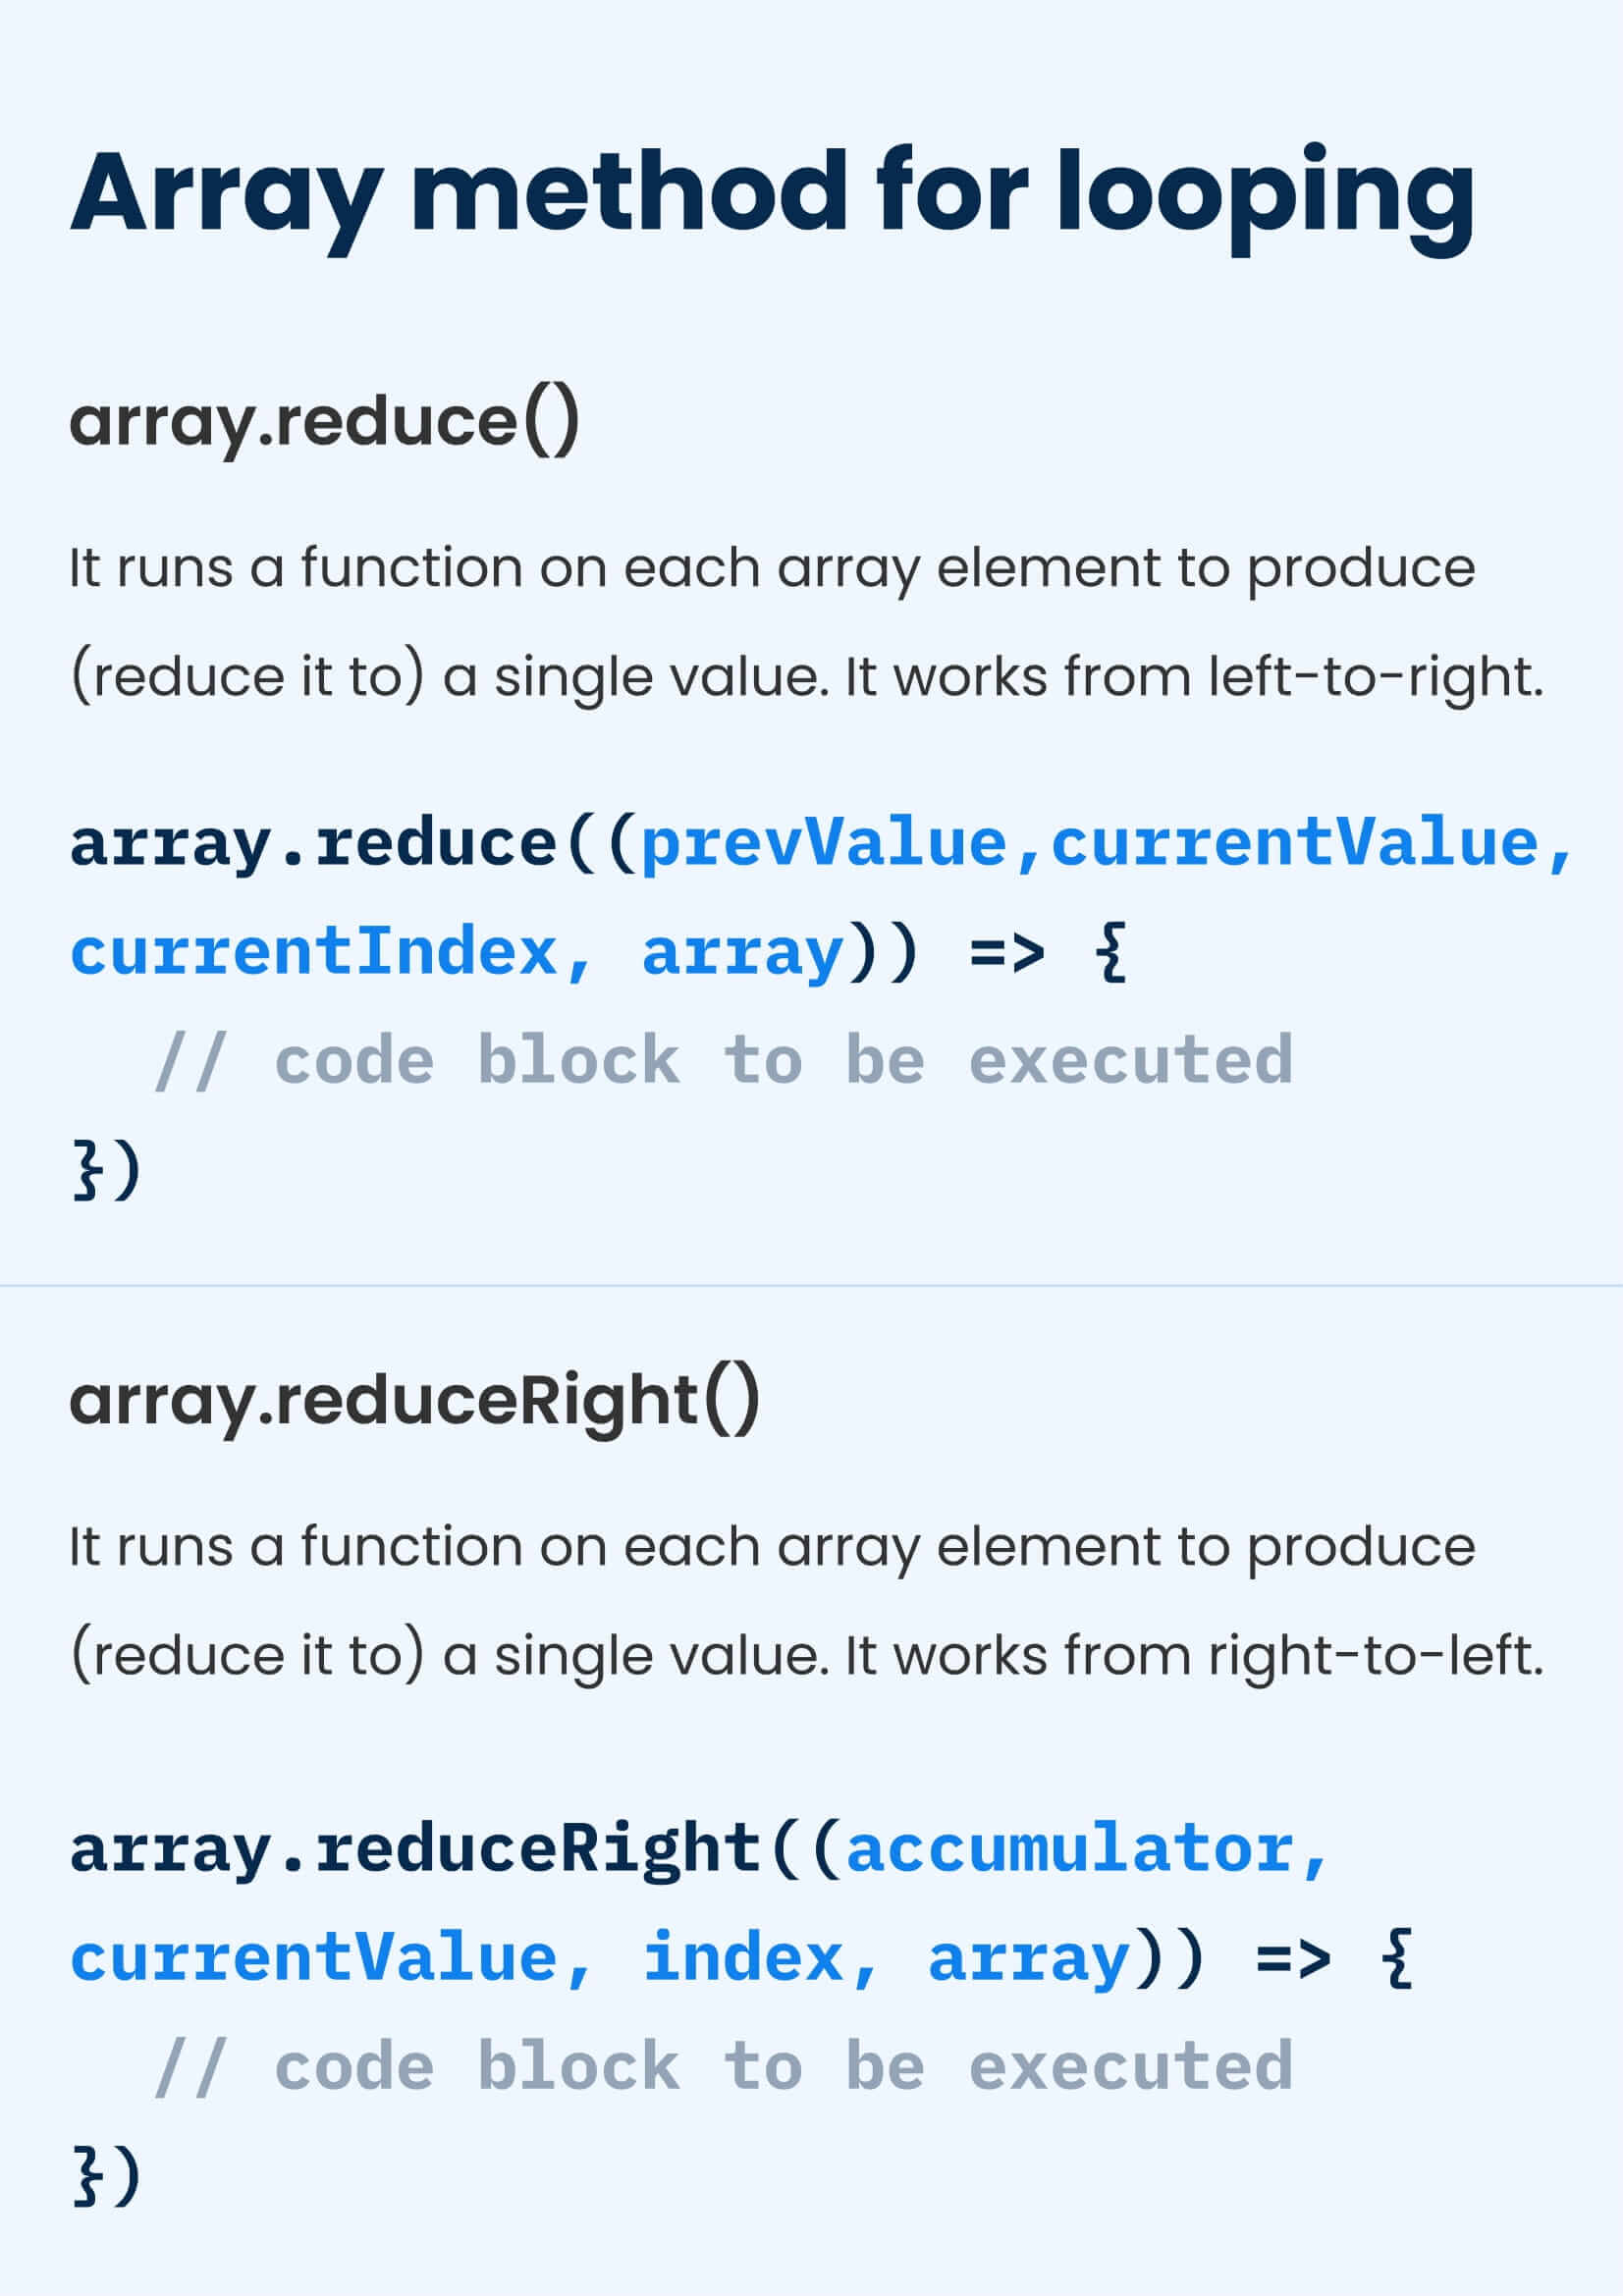 Array method for looping
array.reduce()
It runs a function on each array element to produce
(reduce it to) a single value. It works from left-to-right.
array.reduce((prevValue,currentValue,
currentIndex, array)) => {
// code block to be executed
})
array.reduceRight()
It runs a function on each array element to produce
(reduce it to) a single value. It works from right-to-left.
array.reduceRight((accumulator,
currentValue, index, array)) => {
// code block to be executed
})